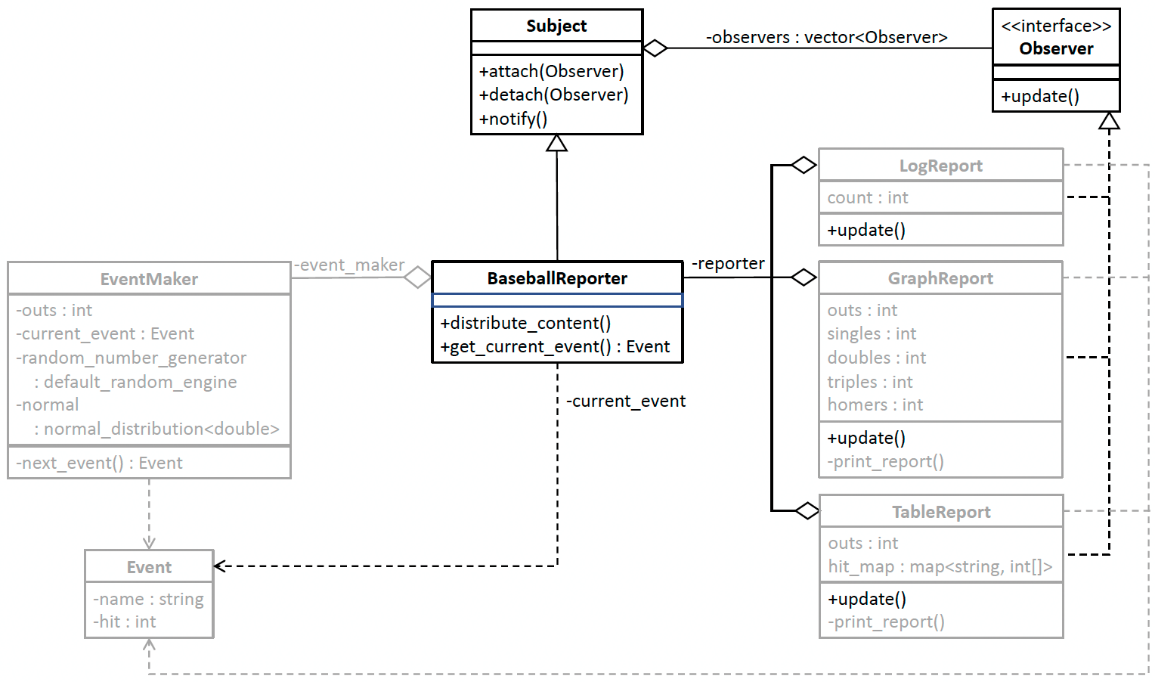 Subject
+attach(Observer)
+detach(Observer)
+notify()
-observers : vector<Observer>
<<interface>>
Observer
+update()
LogReport
count : int
+update()
EventMaker
-outs : int
-current_event : Event
-random_number_generator
: default_random_engine
-normal
: normal_distribution<double>
-next_event() : Event
-event_maker
BaseballReporter
+distribute_content()
+get_current_event() : Event
-reporter
GraphReport
outs : int
singles : int
doubles : int
triples : int
homers : int
+update()
-print_report()
-current_event
TableReport
outs : int
hit_map : map<string, int[]>
+update()
-print_report()
Event
-name : string
-hit : int